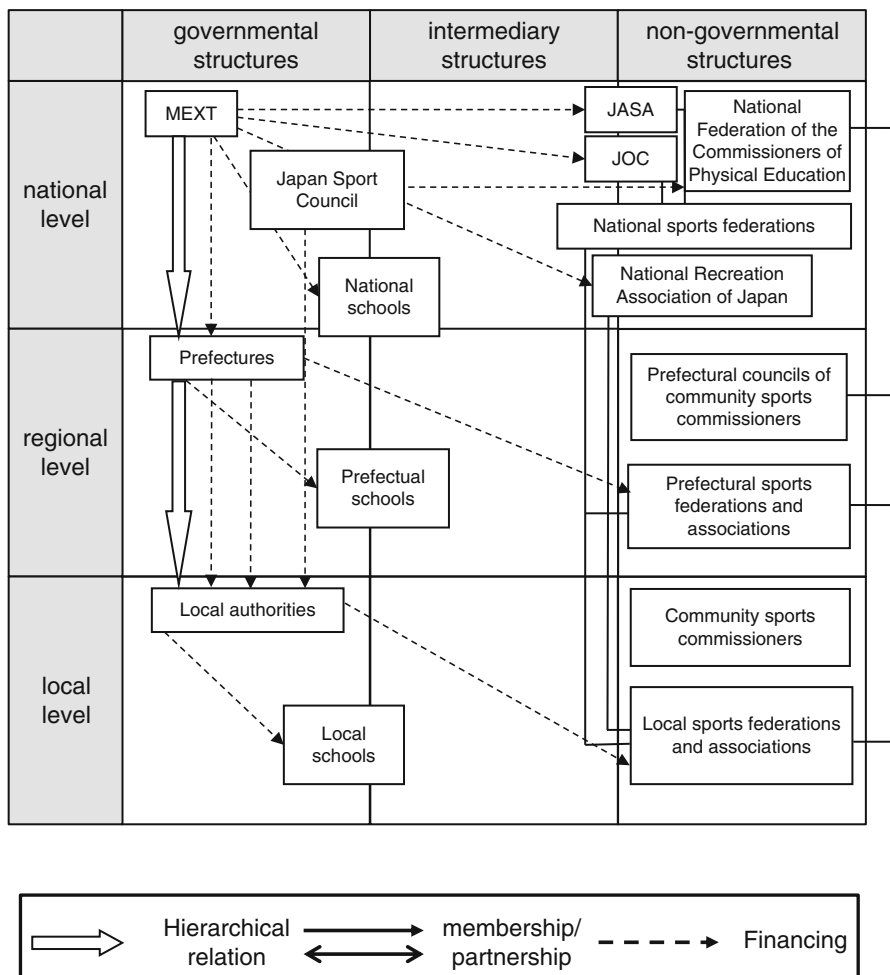 governmental
structures
intermediary
structures
non-governmental
structures
national
level
MEXT
JASA
National
Federation of the
Commissioners of
Physical Education
JOC
Japan Sport
Council
National sports federations
National
schools
National Recreation
Association of Japan
regional
level
Prefectures
Prefectural councils of
community sports
commissioners
Prefectual
schools
Prefectural sports
federations and
associations
local
level
Local authorities
Community sports
commissioners
Local
schools
Local sports federations
and associations
Hierarchical
relation
membership/
partnership
Financing